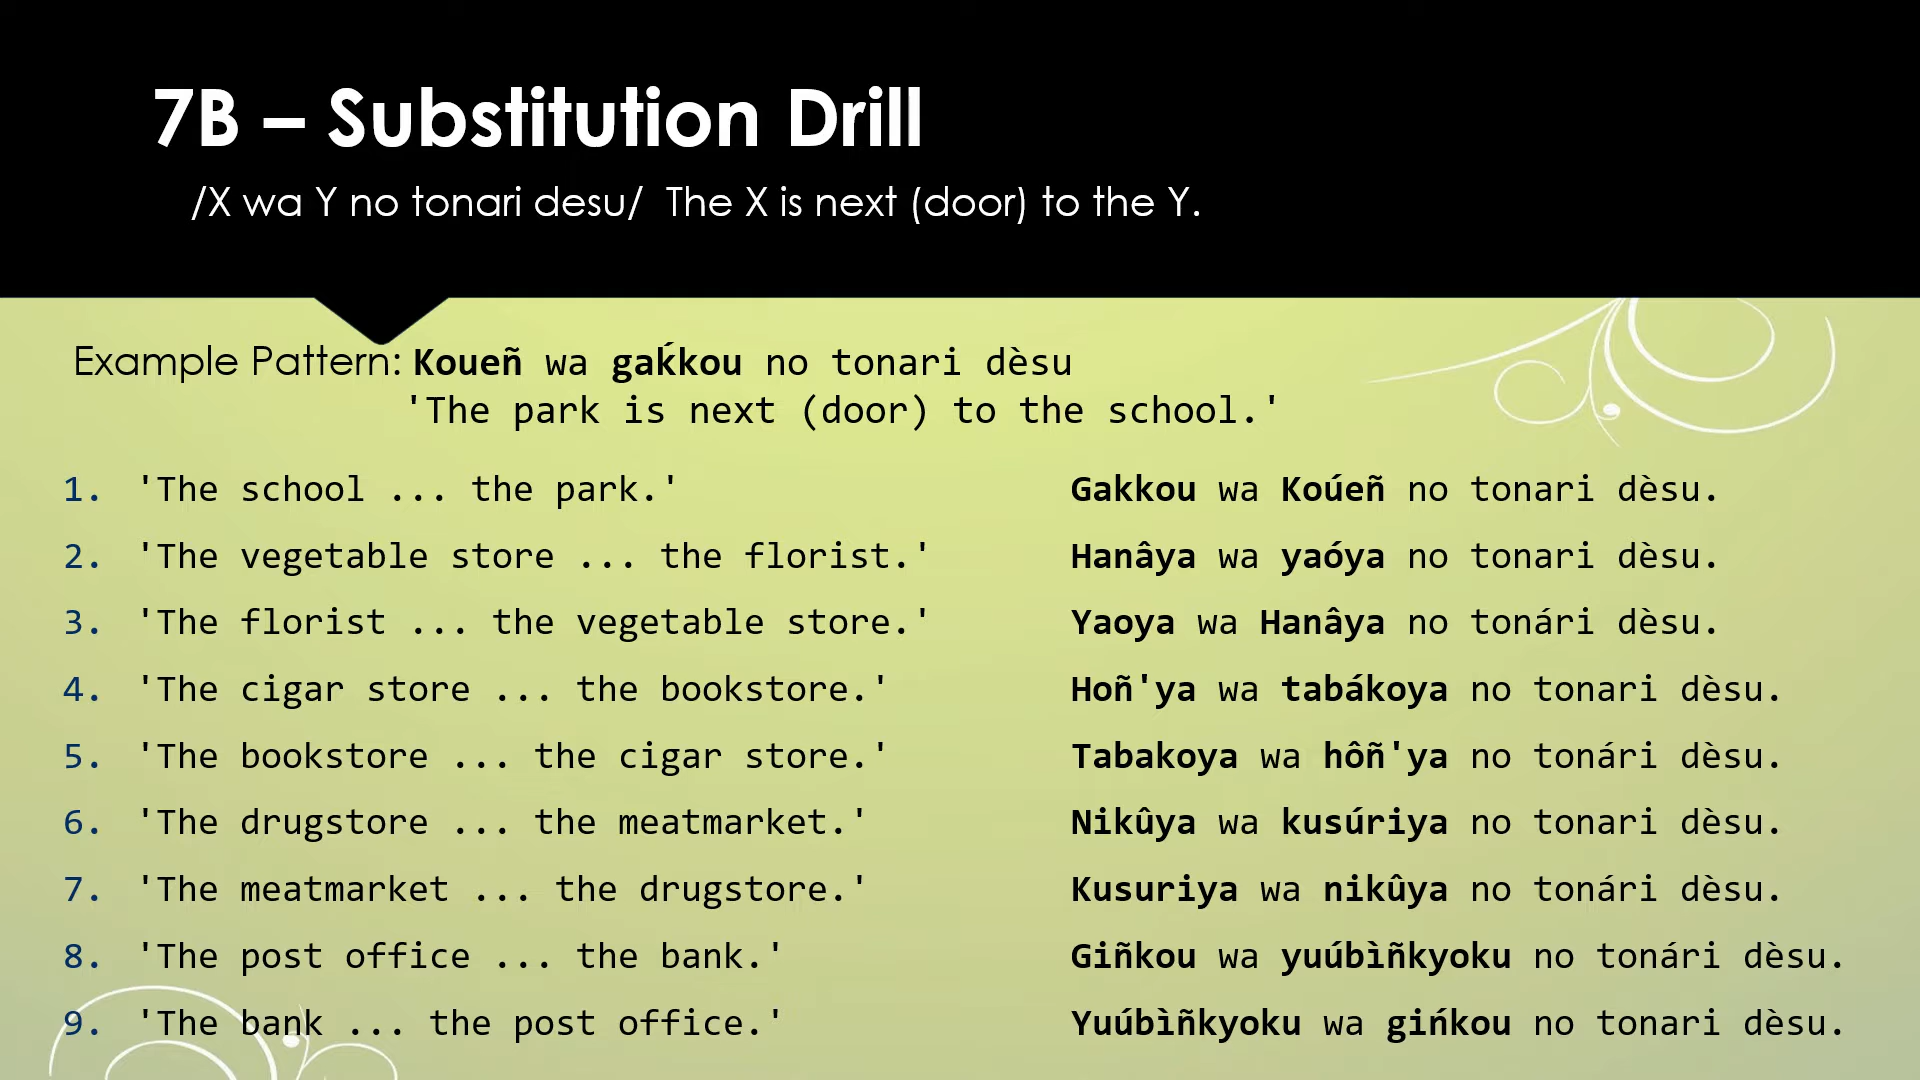 7B – Substitution Drill
/X wa Y no tonari desu/ The X is next (door) to the Y.
Example Pattern: Koueñ wa gaḱkou no tonari dèsu
'The park is next (door) to the school.'
1. 'The school ... the park.' Gakkou wa Koúeñ no tonari dèsu.
2. 'The vegetable store ... the florist.' Hanâya wa yaóya no tonari dèsu.
3. 'The florist ... the vegetable store.' Yaoya wa Hanâya no tonári dèsu.
4. 'The cigar store ... the bookstore.' Hoñ'ya wa tabákoya no tonari dèsu.
5. 'The bookstore ... the cigar store.' Tabakoya wa hôñ'ya no tonári dèsu.
6. 'The drugstore ... the meatmarket.' Nikûya wa kusúriya no tonari dèsu.
7. 'The meatmarket ... the drugstore.' Kusuriya wa nikûya no tonári dèsu.
8. 'The post office ... the bank.' Giñkou wa yuúbìñkyoku no tonári dèsu.
9. 'The bank ... the post office.' Yuúbìñkyoku wa gińkou no tonari dèsu.